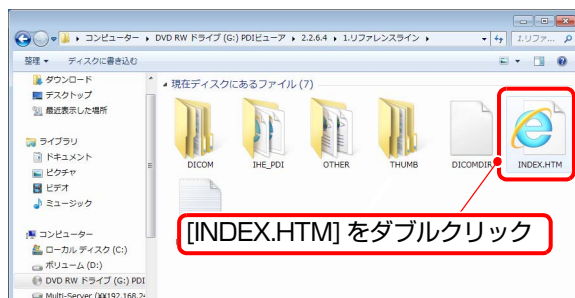 コンピューター ▸ DVD RW ドライブ (G:) PDIビューア ▸ 2.2.6.4 ▸ 1.リファレンスライン ▸
1.リファ...
整理 ▼ ディスクに書き込む
ダウンロード
デスクトップ
最近表示した場所
ライブラリ
ドキュメント
ピクチャ
ビデオ
ミュージック
コンピューター
ローカル ディスク (C:)
ボリューム (D:)
DVD RW ドライブ (G:) PDI
現在ディスクにあるファイル (7)
DICOM
IHE_PDI
OTHER
THUMB
DICOMDIR
INDEX.HTM
[INDEX.HTM] をダブルクリック